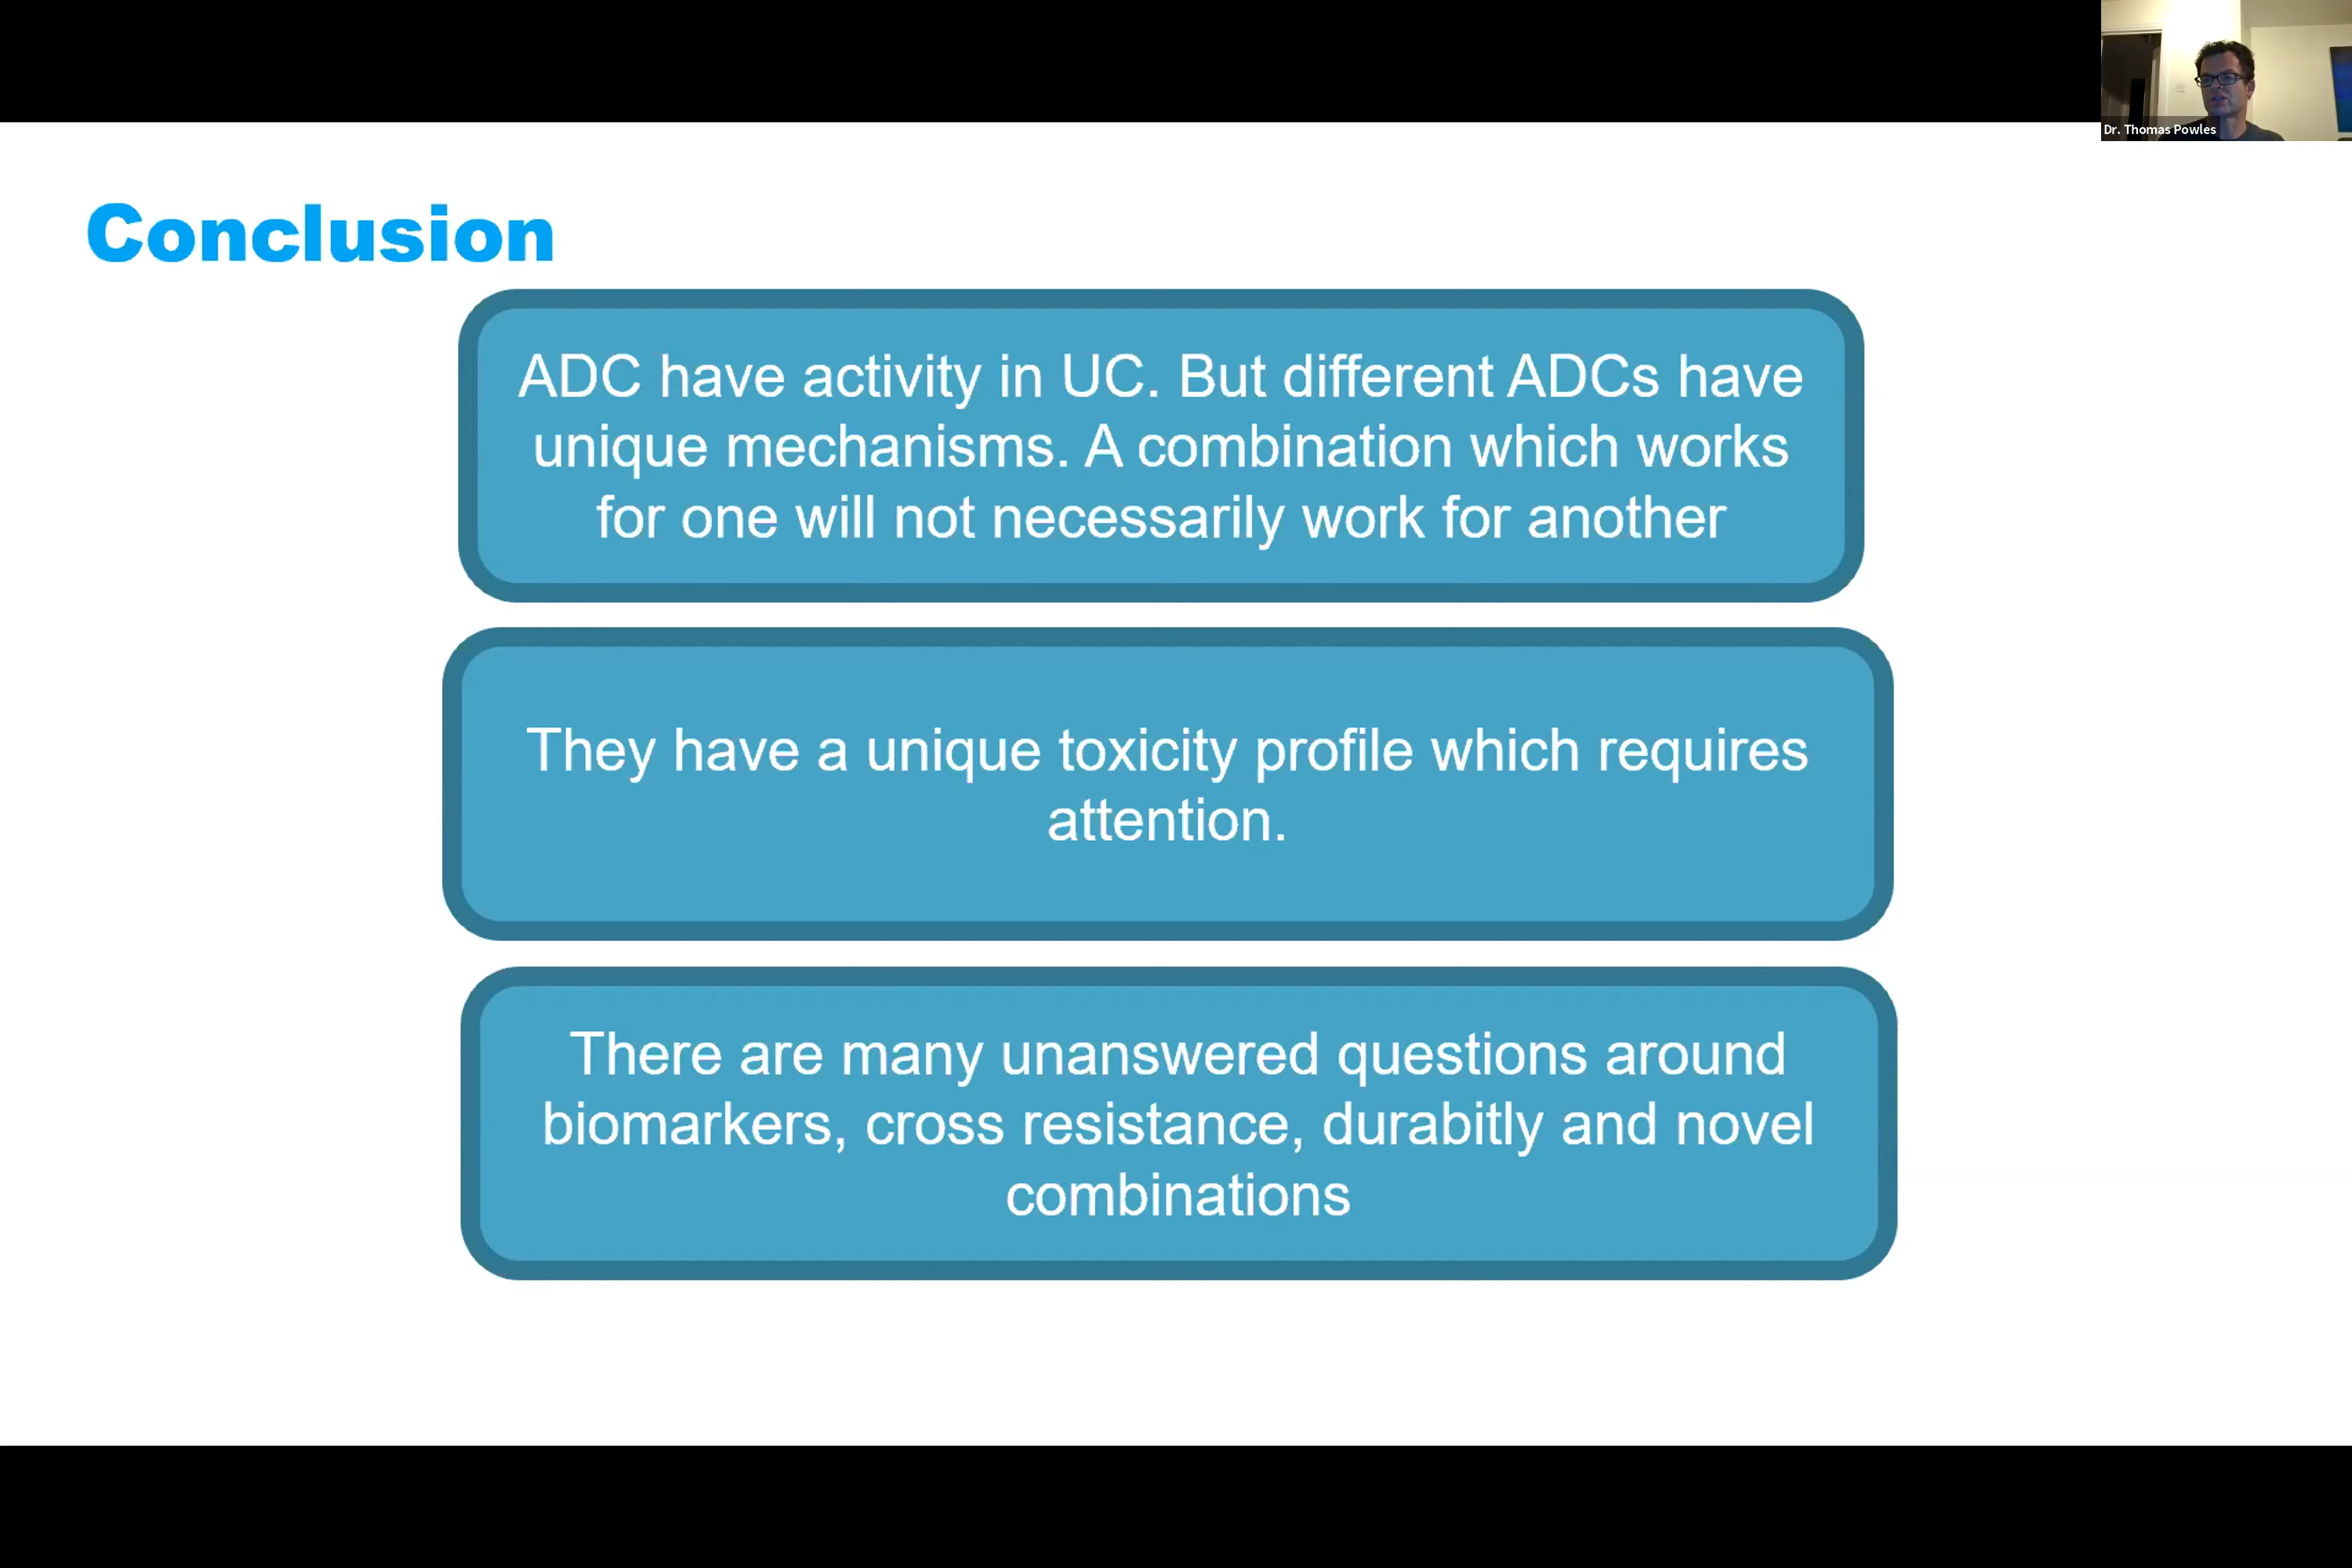 Dr. Thomas Powles
Conclusion
ADC have activity in UC. But different ADCs have
unique mechanisms. A combination which works
for one will not necessarily work for another
They have a unique toxicity profile which requires
attention.
There are many unanswered questions around
biomarkers, cross resistance, durabitly and novel
combinations